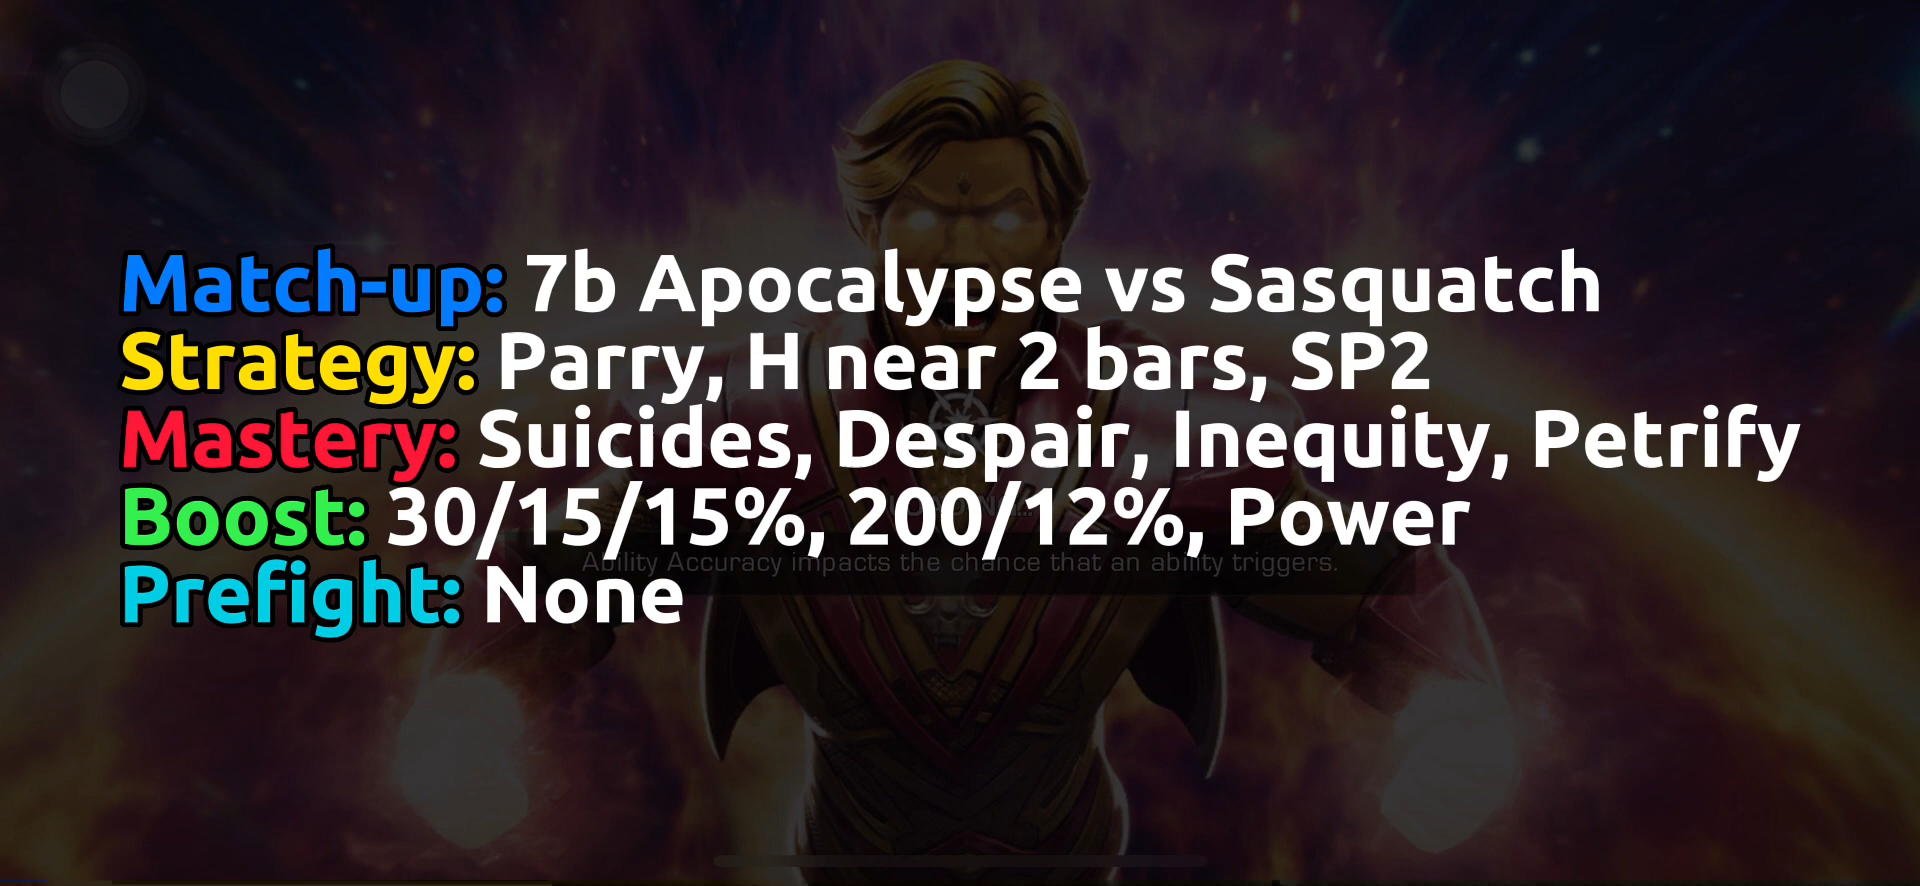 Match-up: 7b Apocalypse vs Sasquatch
Strategy: Parry, H near 2 bars, SP2
Mastery: Suicides, Despair, Inequity, Petrify
Boost: 30/15/15%, 200/12%, Power
Ability Accuracy impacts the chance that an ability triggers.
Prefight: None